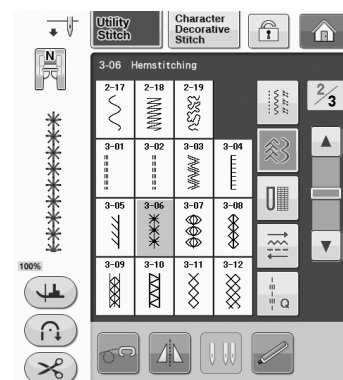 Utility
Stitch
Character
Decorative
Stitch
N
3-06 Hemstitching
2-17 2-18 2-19
2/3
3-01 3-02 3-03 3-04
3-05 3-06 3-07 3-08
100%
3-09 3-10 3-11 3-12
Q